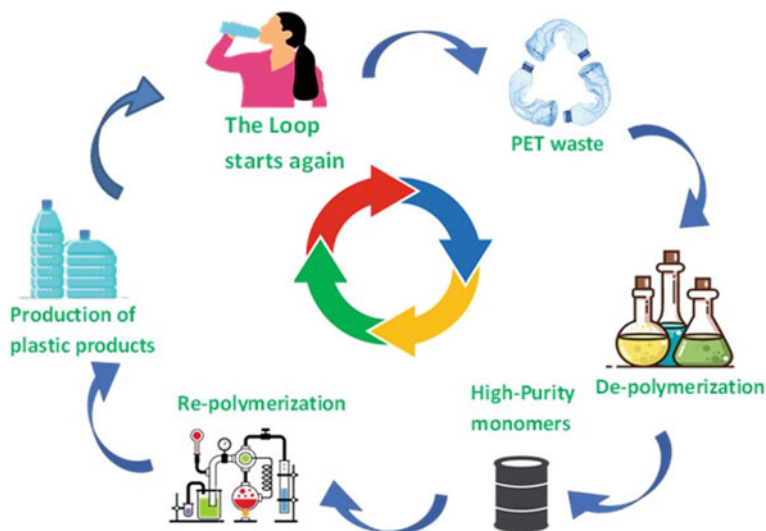 The Loop
starts again
PET waste
De-polymerization
High-Purity
monomers
Re-polymerization
Production of
plastic products